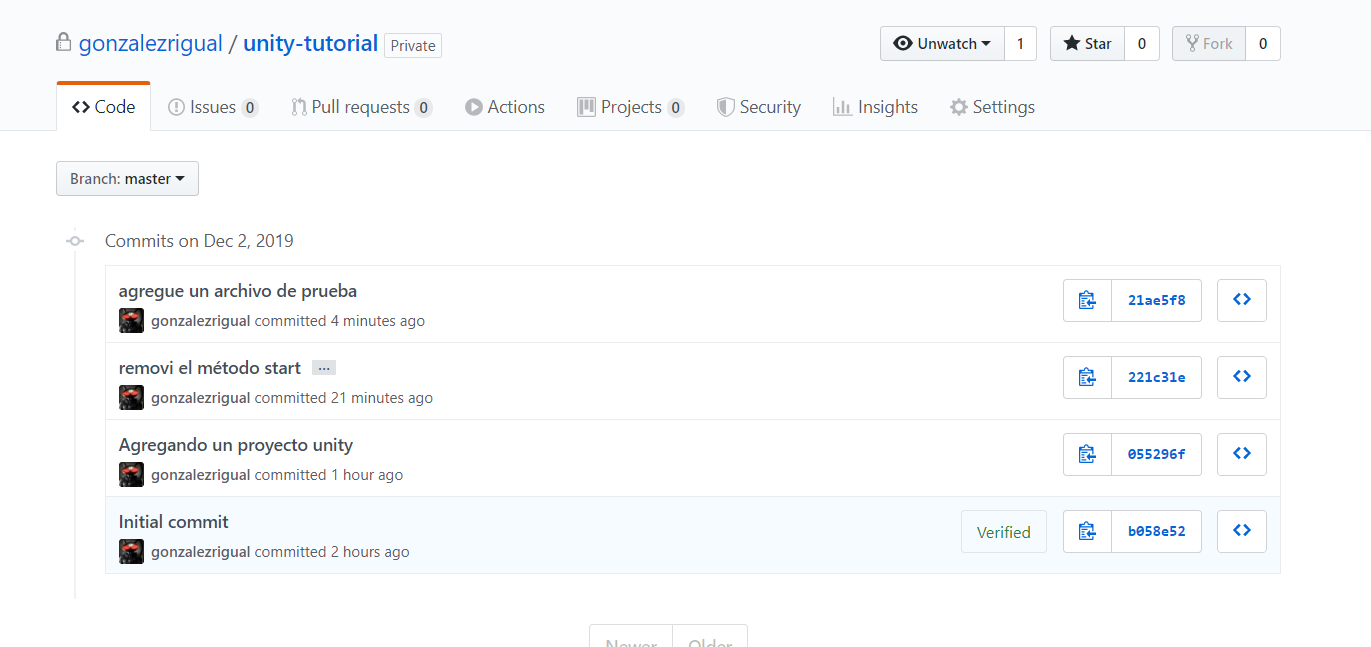 gonzalezrigual / unity-tutorial Private Unwatch 1 Star 0 Fork 0
Code Issues 0 Pull requests 0 Actions Projects 0 Security Insights Settings
Branch: master
Commits on Dec 2, 2019
agregue un archivo de prueba
gonzalezrigual committed 4 minutes ago
21ae5f8
removi el método start ...
gonzalezrigual committed 21 minutes ago
221c31e
Agregando un proyecto unity
gonzalezrigual committed 1 hour ago
055296f
Initial commit
gonzalezrigual committed 2 hours ago
Verified b058e52
Newer Older